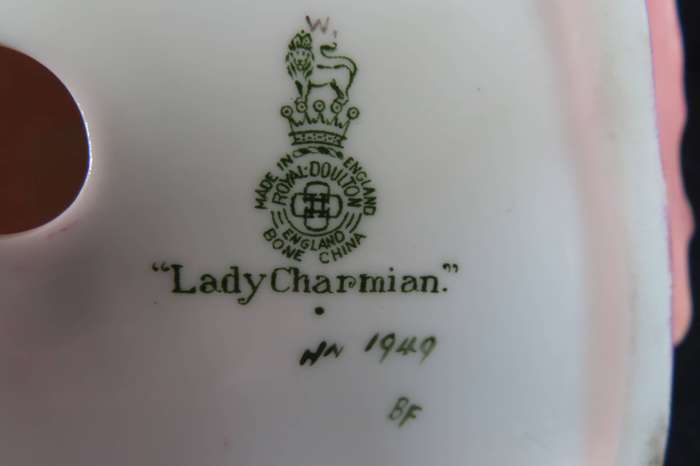 W.
MADE IN ENGLAND
ROYAL·DOULTON
ENGLAND
BONE CHINA
“Lady Charmian.”
HN 1949
BF